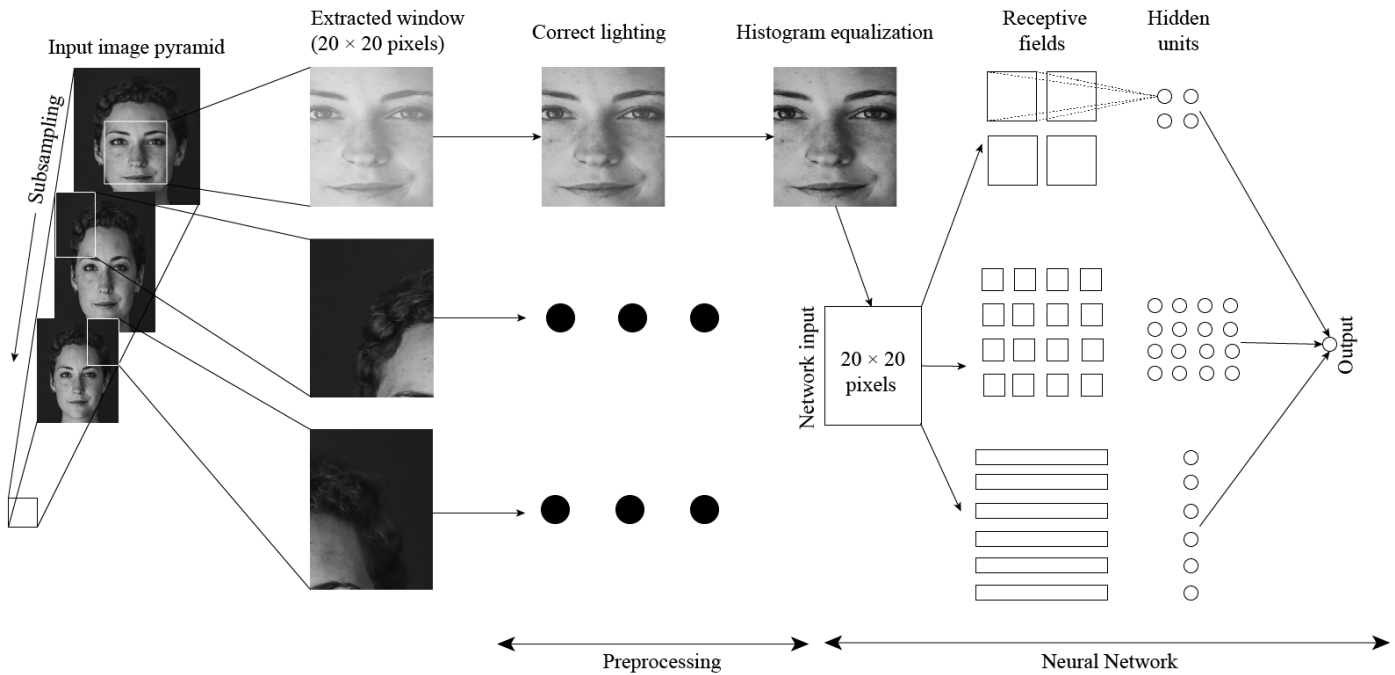 Input image pyramid
Extracted window
(20 × 20 pixels)
Correct lighting
Histogram equalization
Receptive
fields
Hidden
units
Subsampling
Network input
20 × 20
pixels
Output
Preprocessing
Neural Network